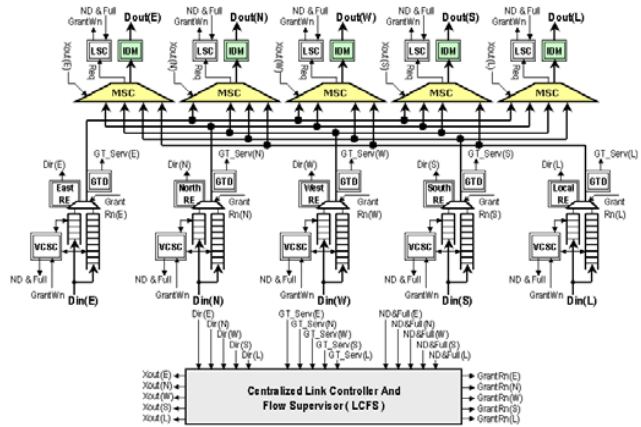 Dout(E) Dout(N) Dout(W) Dout(S) Dout(L)
ND & Full ND & Full ND & Full ND & Full ND & Full
GrantWn GrantWn GrantWn GrantWn GrantWn
LSC IDM LSC IDM LSC IDM LSC IDM LSC IDM
Xout(E) Req Xout(N) Req Xout(W) Req Xout(S) Req Xout(L) Req
MSC MSC MSC MSC MSC
GT_Serv(E) GT_Serv(N) GT_Serv(W) GT_Serv(S) GT_Serv(L)
Dir(E) Dir(N) Dir(W) Dir(S) Dir(L)
East RE GTD North RE GTD West RE GTD South RE GTD Local RE GTD
Grant Grant Grant Grant Grant
Rn(E) Rn(N) Rn(W) Rn(S) Rn(L)
VCSC VCSC VCSC VCSC VCSC
ND & Full ND & Full ND & Full ND & Full ND & Full
GrantWn GrantWn GrantWn GrantWn GrantWn
Din(E) Din(N) Din(W) Din(S) Din(L)
Dir(E) GT_Serv(E) ND&Full(E)
Dir(N) GT_Serv(N) ND&Full(N)
Dir(W) GT_Serv(W) ND&Full(W)
Dir(S) GT_Serv(S) ND&Full(S)
Dir(L) GT_Serv(L) ND&Full(L)
Xout(E) GrantRn(E)
Xout(N) GrantRn(N)
Xout(W) GrantRn(W)
Xout(S) GrantRn(S)
Xout(L) GrantRn(L)
Centralized Link Controller And
Flow Supervisor ( LCFS )